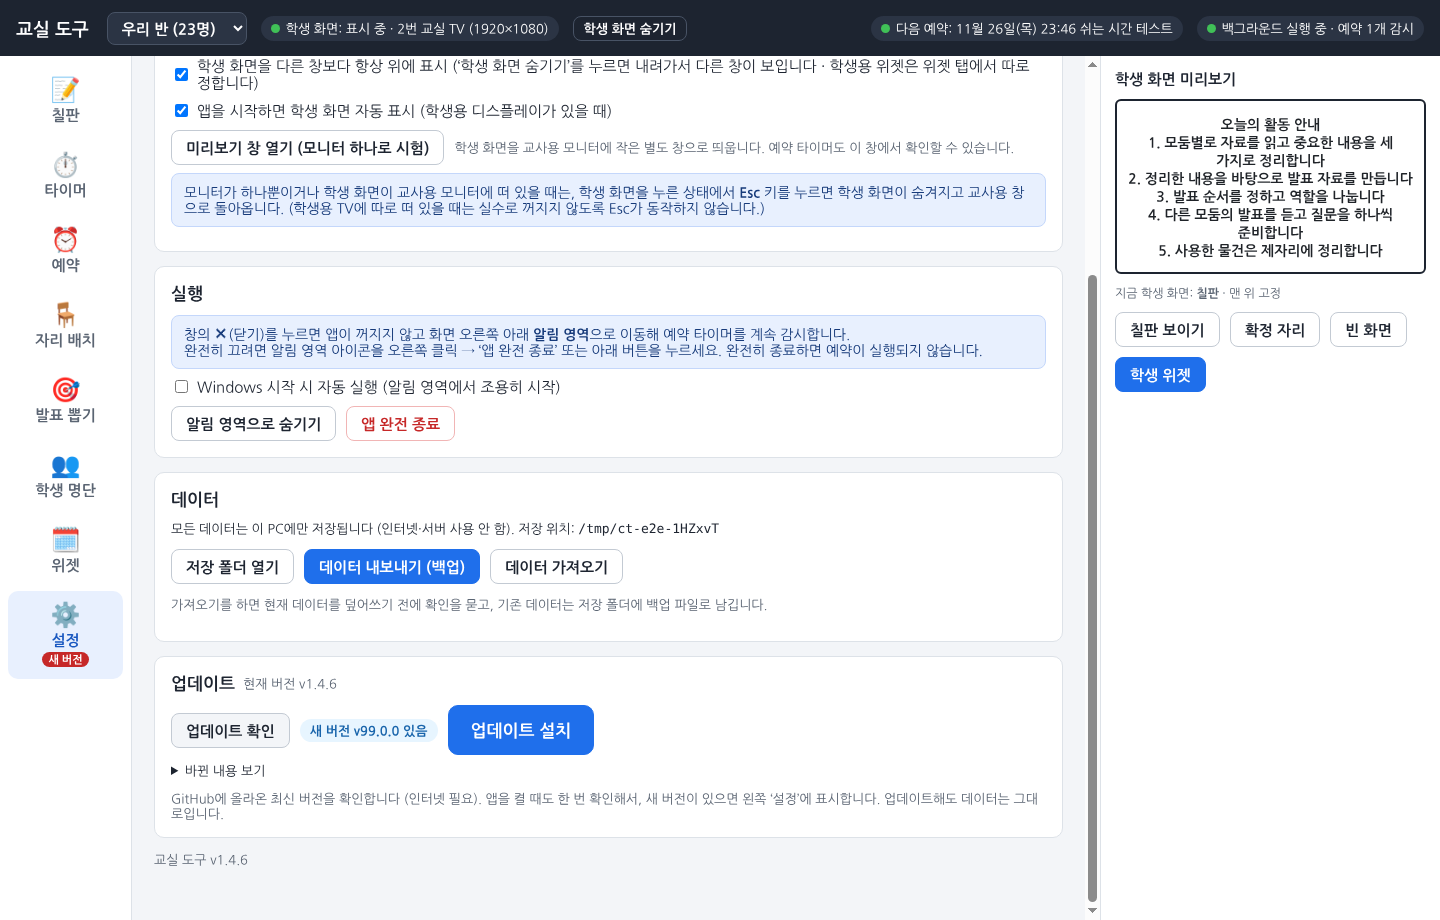 교실 도구
우리 반 (23명)
학생 화면: 표시 중 · 2번 교실 TV (1920×1080)
학생 화면 숨기기
다음 예약: 11월 26일(목) 23:46 쉬는 시간 테스트
백그라운드 실행 중 · 예약 1개 감시
칠판
타이머
예약
자리 배치
발표 뽑기
학생 명단
위젯
설정
새 버전
학생 화면을 다른 창보다 항상 위에 표시 (‘학생 화면 숨기기’를 누르면 내려가서 다른 창이 보입니다 · 학생용 위젯은 위젯 탭에서 따로
정합니다)
앱을 시작하면 학생 화면 자동 표시 (학생용 디스플레이가 있을 때)
미리보기 창 열기 (모니터 하나로 시험)
학생 화면을 교사용 모니터에 작은 별도 창으로 띄웁니다. 예약 타이머도 이 창에서 확인할 수 있습니다.
모니터가 하나뿐이거나 학생 화면이 교사용 모니터에 떠 있을 때는, 학생 화면을 누른 상태에서 Esc 키를 누르면 학생 화면이 숨겨지고 교사용 창
으로 돌아옵니다. (학생용 TV에 따로 떠 있을 때는 실수로 꺼지지 않도록 Esc가 동작하지 않습니다.)
실행
창의 ✕(닫기)를 누르면 앱이 꺼지지 않고 화면 오른쪽 아래 알림 영역으로 이동해 예약 타이머를 계속 감시합니다.
완전히 끄려면 알림 영역 아이콘을 오른쪽 클릭 → ‘앱 완전 종료’ 또는 아래 버튼을 누르세요. 완전히 종료하면 예약이 실행되지 않습니다.
Windows 시작 시 자동 실행 (알림 영역에서 조용히 시작)
알림 영역으로 숨기기
앱 완전 종료
데이터
모든 데이터는 이 PC에만 저장됩니다 (인터넷·서버 사용 안 함). 저장 위치: /tmp/ct-e2e-1HZxvT
저장 폴더 열기
데이터 내보내기 (백업)
데이터 가져오기
가져오기를 하면 현재 데이터를 덮어쓰기 전에 확인을 묻고, 기존 데이터는 저장 폴더에 백업 파일로 남깁니다.
업데이트 현재 버전 v1.4.6
업데이트 확인
새 버전 v99.0.0 있음
업데이트 설치
바뀐 내용 보기
GitHub에 올라온 최신 버전을 확인합니다 (인터넷 필요). 앱을 켤 때도 한 번 확인해서, 새 버전이 있으면 왼쪽 ‘설정’에 표시합니다. 업데이트해도 데이터는 그대
로입니다.
교실 도구 v1.4.6
학생 화면 미리보기
오늘의 활동 안내
1. 모둠별로 자료를 읽고 중요한 내용을 세
가지로 정리합니다
2. 정리한 내용을 바탕으로 발표 자료를 만듭니다
3. 발표 순서를 정하고 역할을 나눕니다
4. 다른 모둠의 발표를 듣고 질문을 하나씩
준비합니다
5. 사용한 물건은 제자리에 정리합니다
지금 학생 화면: 칠판 · 맨 위 고정
칠판 보이기
확정 자리
빈 화면
학생 위젯